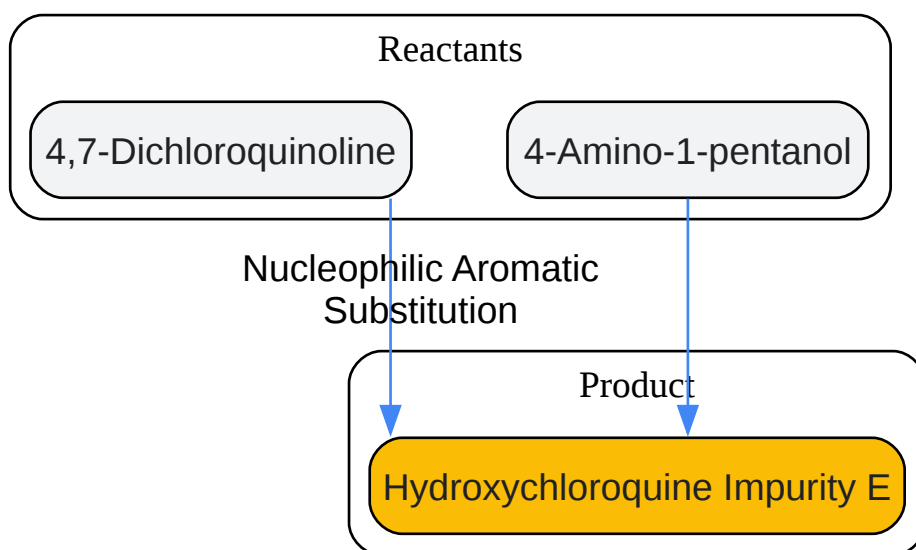 Reactants
4,7-Dichloroquinoline
4-Amino-1-pentanol
Nucleophilic Aromatic
Substitution
Product
Hydroxychloroquine Impurity E